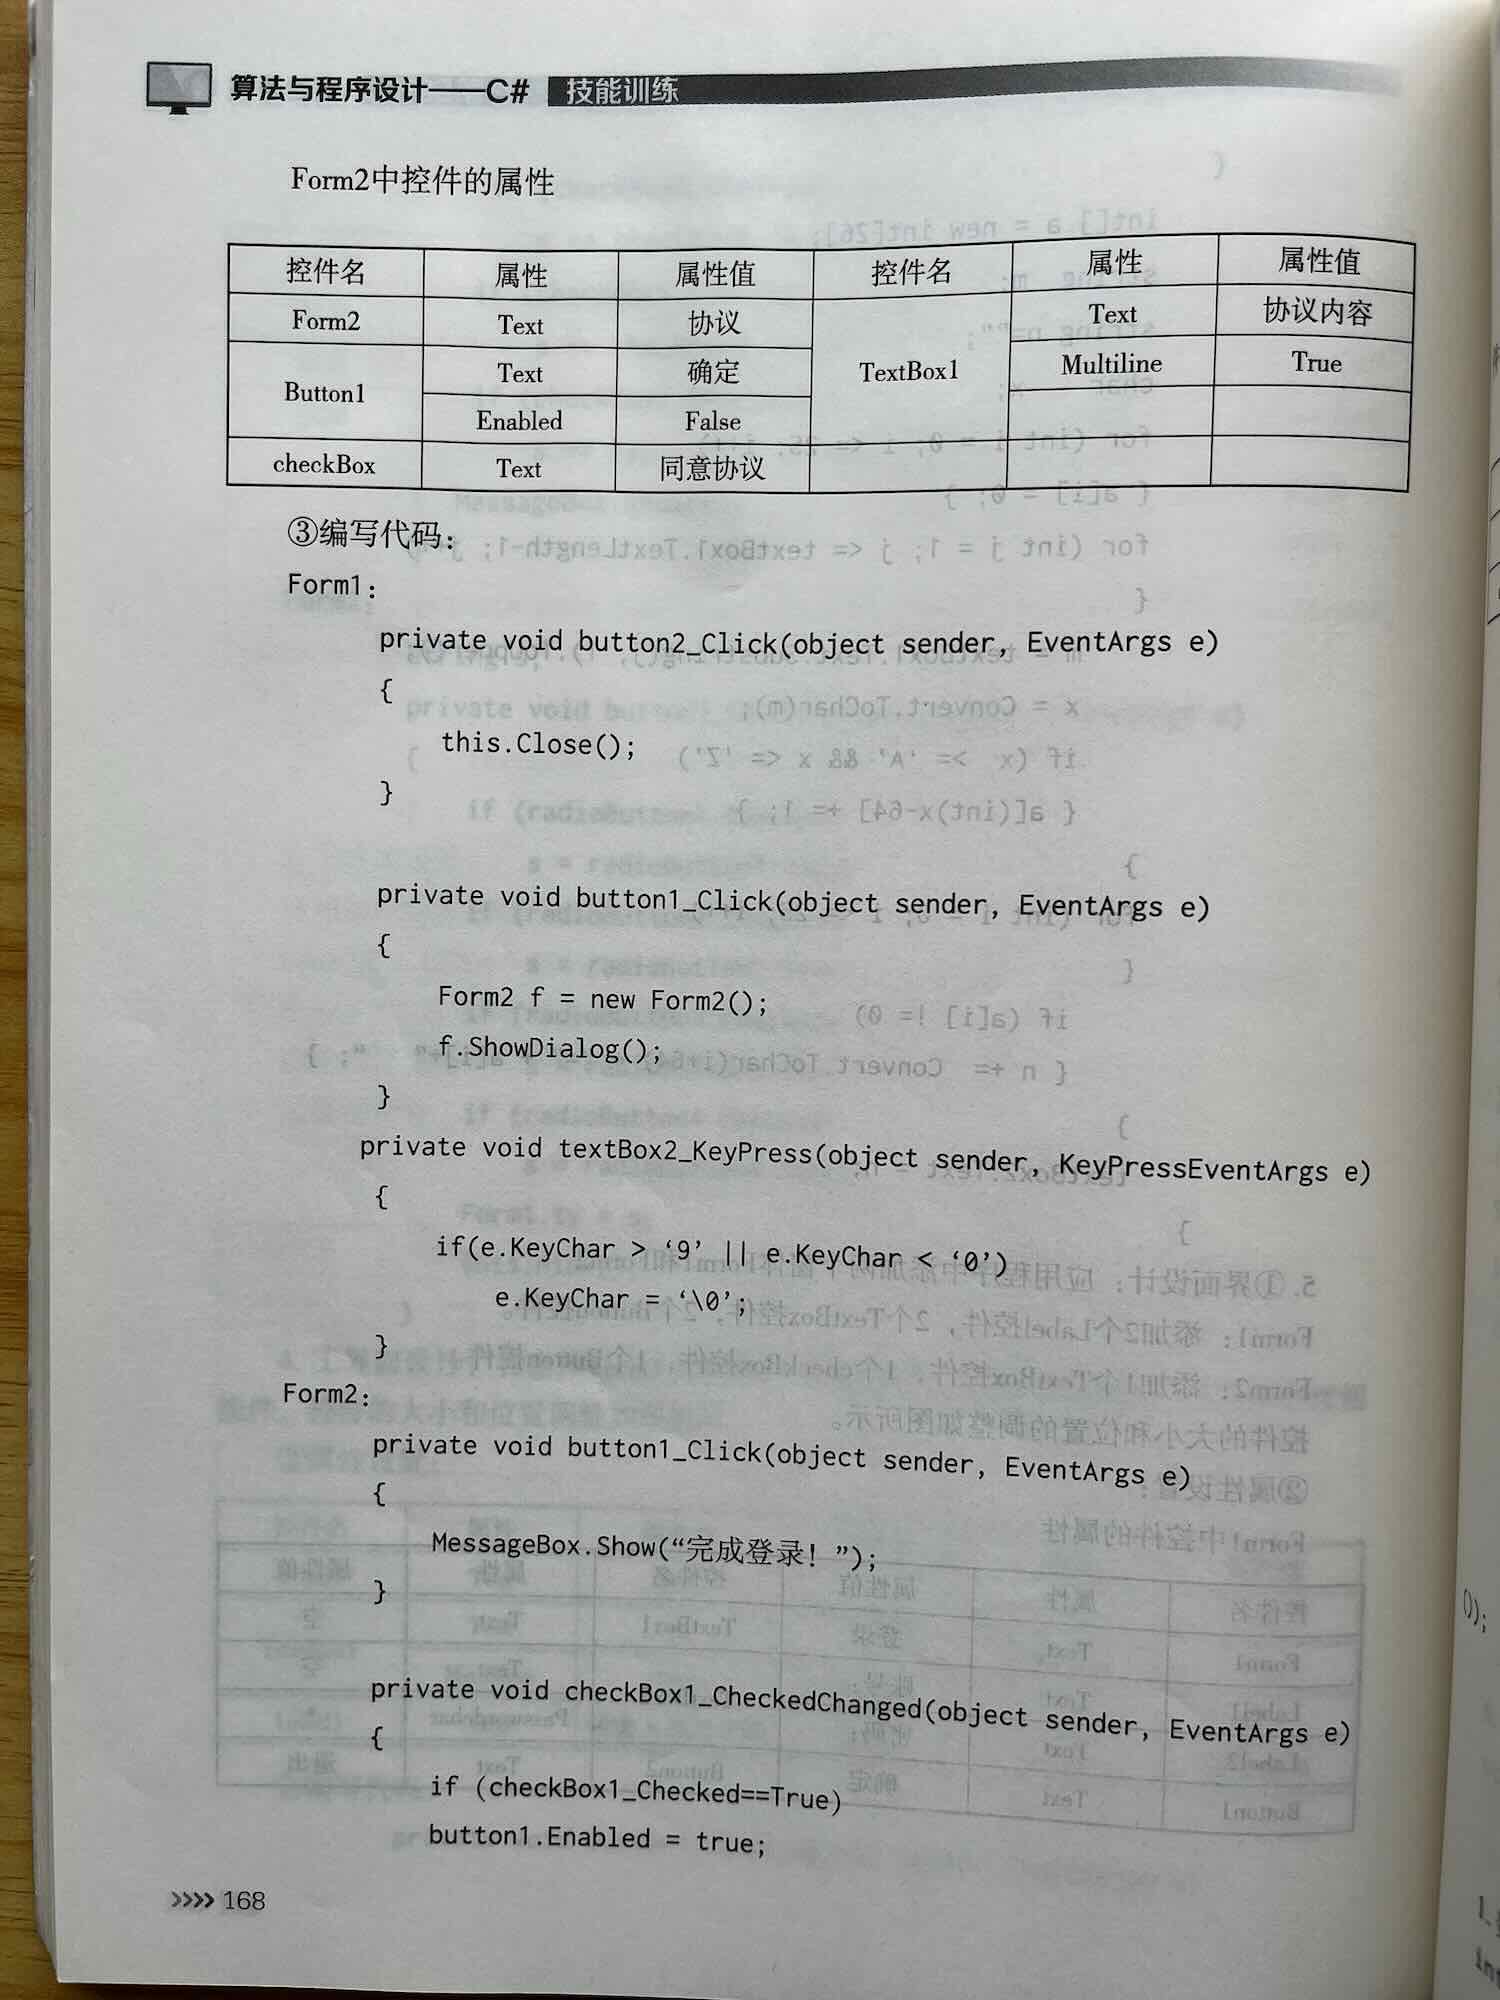 算法与程序设计——C# 技能训练
Form2中控件的属性
控件名 属性 属性值 控件名 属性 属性值
Form2 Text 协议 TextBox1 Text 协议内容
Button1 Text 确定 Multiline True
Enabled False
checkBox Text 同意协议
③编写代码：
Form1：
private void button2_Click(object sender, EventArgs e)
{
this.Close();
}
private void button1_Click(object sender, EventArgs e)
{
Form2 f = new Form2();
f.ShowDialog();
}
private void textBox2_KeyPress(object sender, KeyPressEventArgs e)
{
if(e.KeyChar > ‘9’ || e.KeyChar < ‘0’)
e.KeyChar = ‘\0’;
}
Form2：
private void button1_Click(object sender, EventArgs e)
{
MessageBox.Show(“完成登录！”);
}
private void checkBox1_CheckedChanged(object sender, EventArgs e)
{
if (checkBox1_Checked==True)
button1.Enabled = true;
>>>> 168